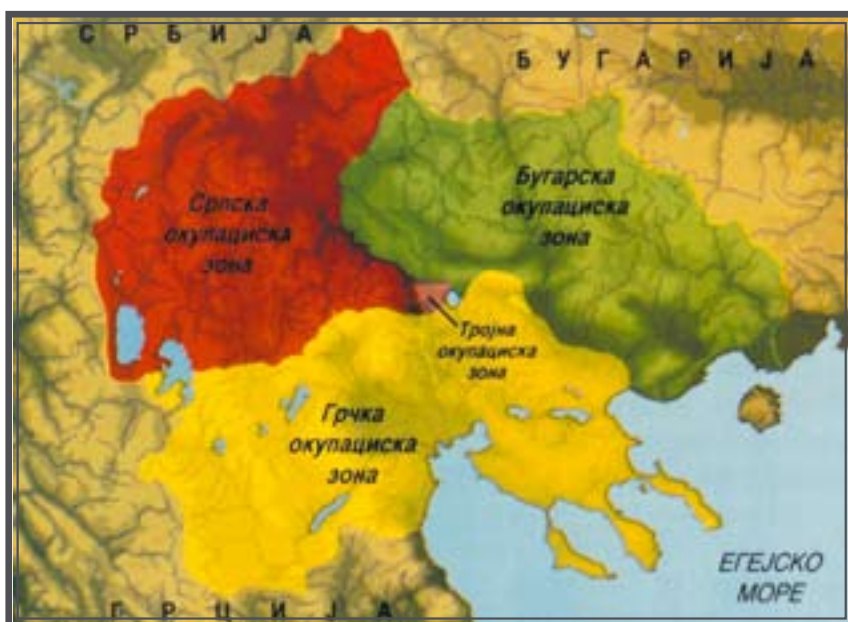 СРБИЈА
БУГАРИЈА
Српска
окупациска
зона
Бугарска
окупациска
зона
Тројна
окупациска
зона
Грчка
окупациска
зона
ЕГЕЈСКО
МОРЕ
ГРЦИЈА